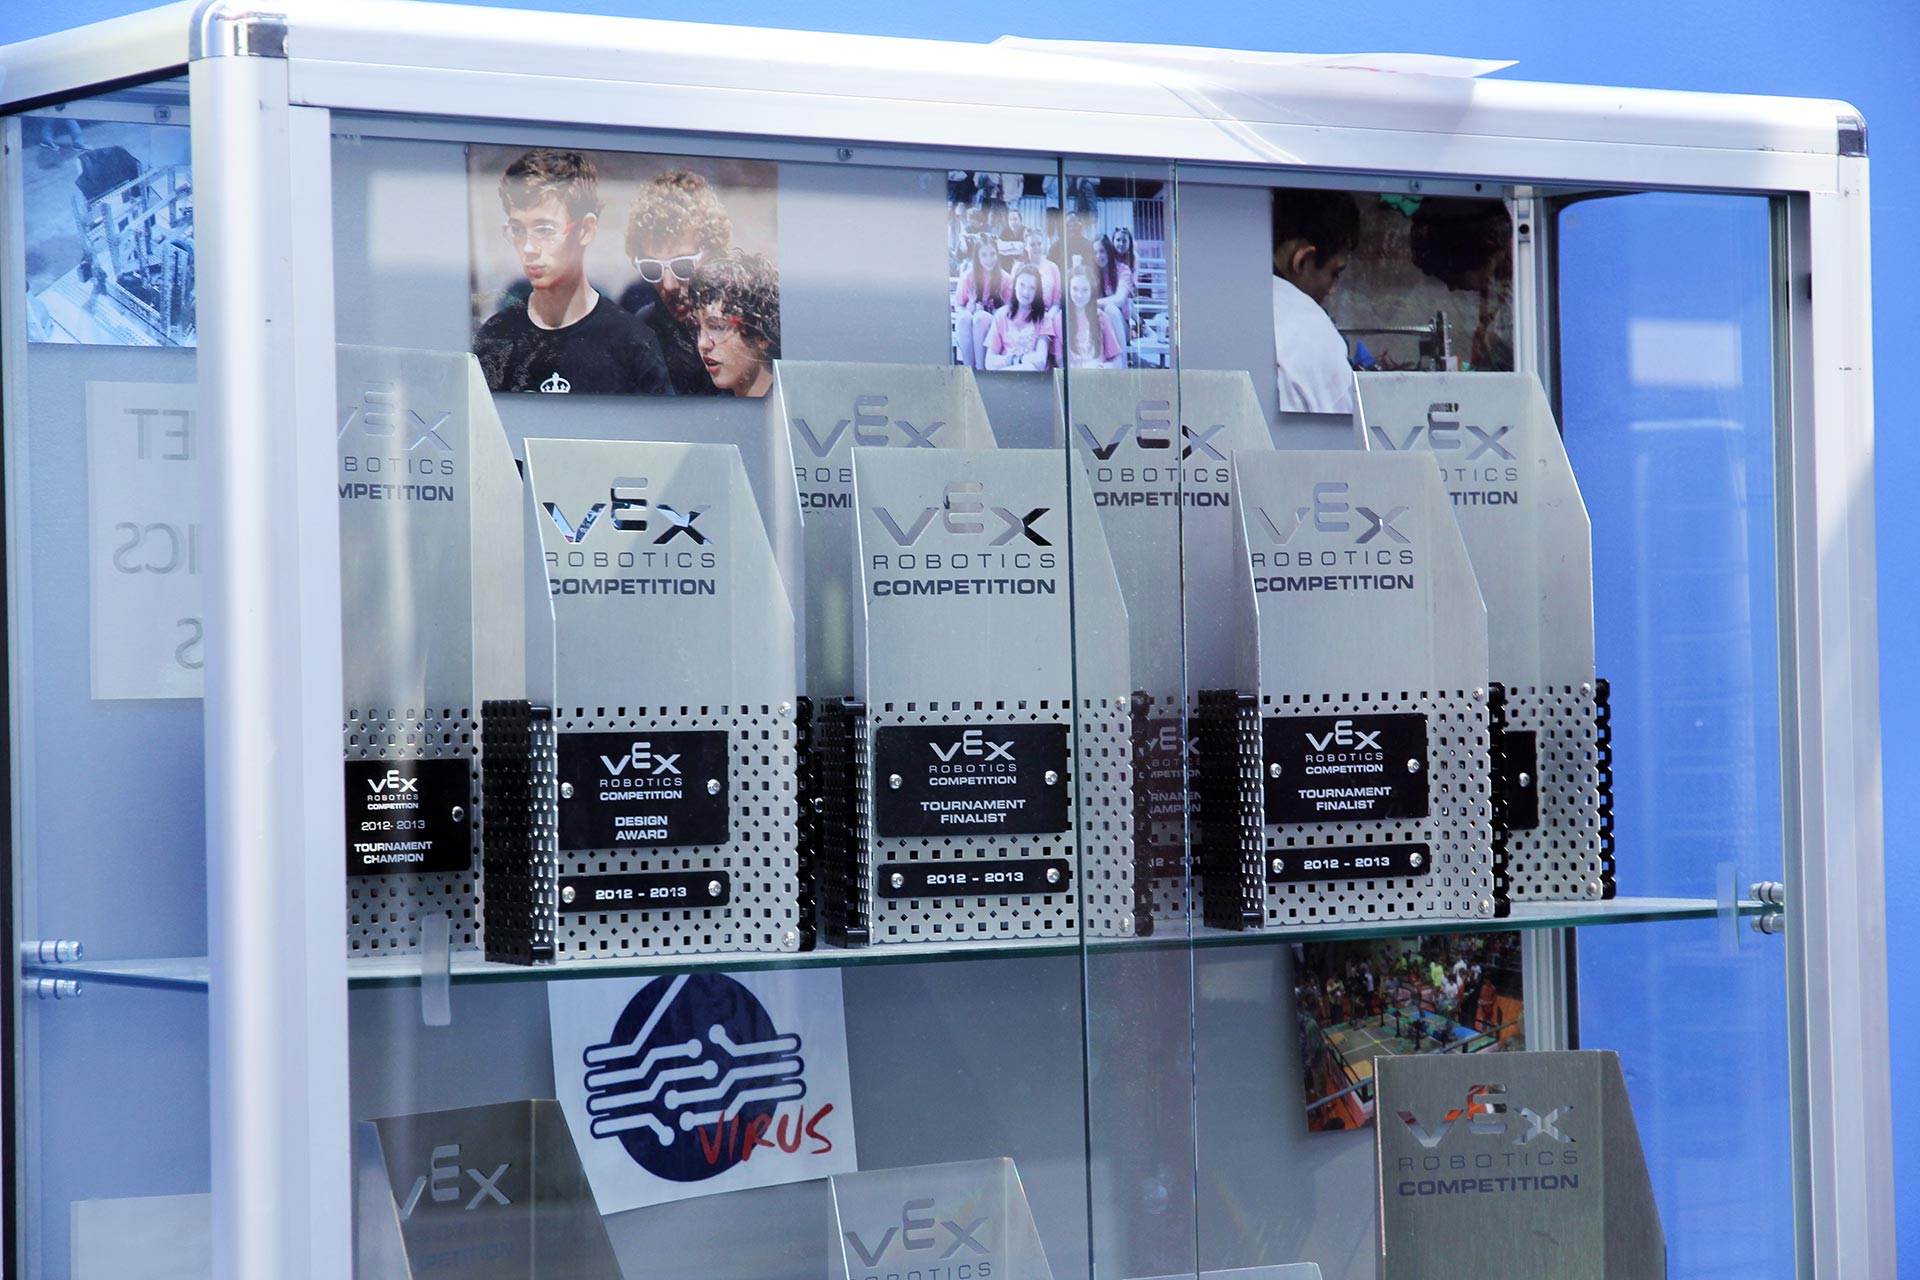 VEX
ROBOTICS
COMPETITION
VEX
ROBOTICS
COMPETITION
2012-2013
TOURNAMENT
CHAMPION
VEX
ROBOTICS
COMPETITION
VEX
ROBOTICS
COMPETITION
DESIGN
AWARD
2012 - 2013
VEX
VEX
ROBOTICS
COMPETITION
VEX
ROBOTICS
COMPETITION
TOURNAMENT
FINALIST
2012 - 2013
VEX
ROBOTICS
COMPETITION
VEX
ROBOTICS
COMPETITION
VEX
ROBOTICS
COMPETITION
TOURNAMENT
FINALIST
2012 - 2013
VEX
VIRUS
VEX
VEX
ROBOTICS
VEX
ROBOTICS
COMPETITION